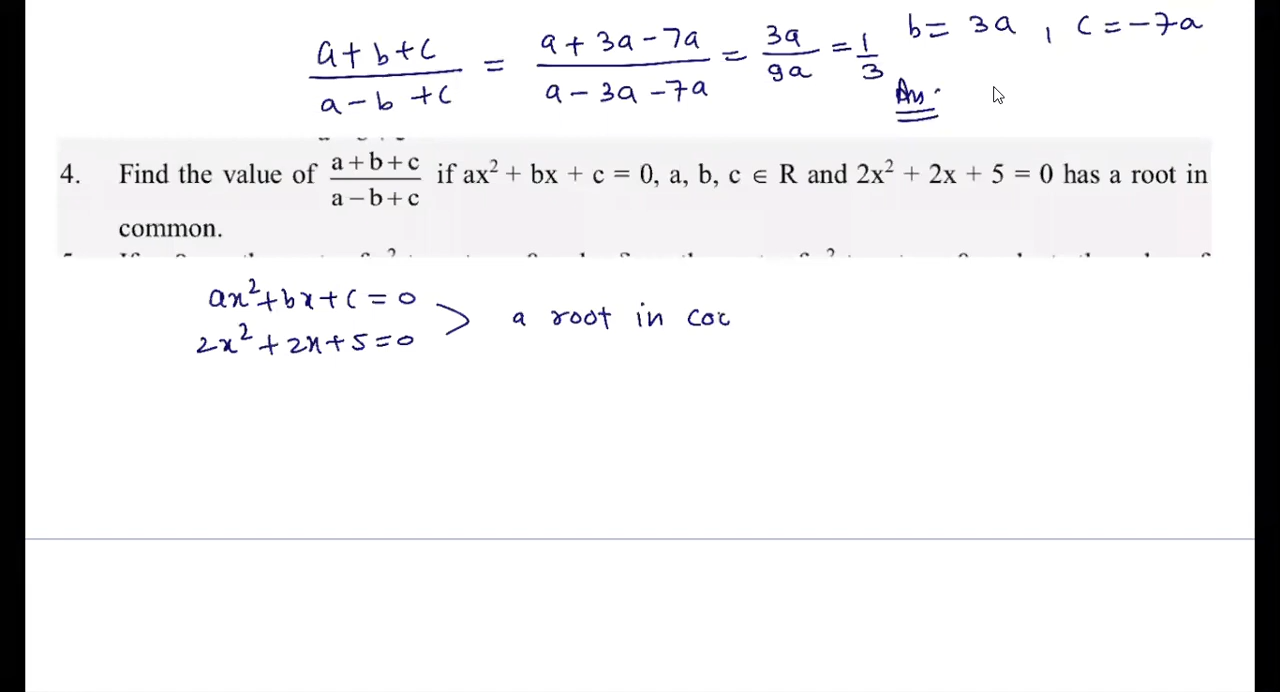 b = 3a , c = -7a
(a+b+c)/(a-b+c) = (a+3a-7a)/(a-3a-7a) = 3a/9a = 1/3
Ans.
4. Find the value of (a+b+c)/(a-b+c) if ax² + bx + c = 0, a, b, c ∈ R and 2x² + 2x + 5 = 0 has a root in
common.
ax²+bx+c=0
2x²+2x+5=0 > a root in coc